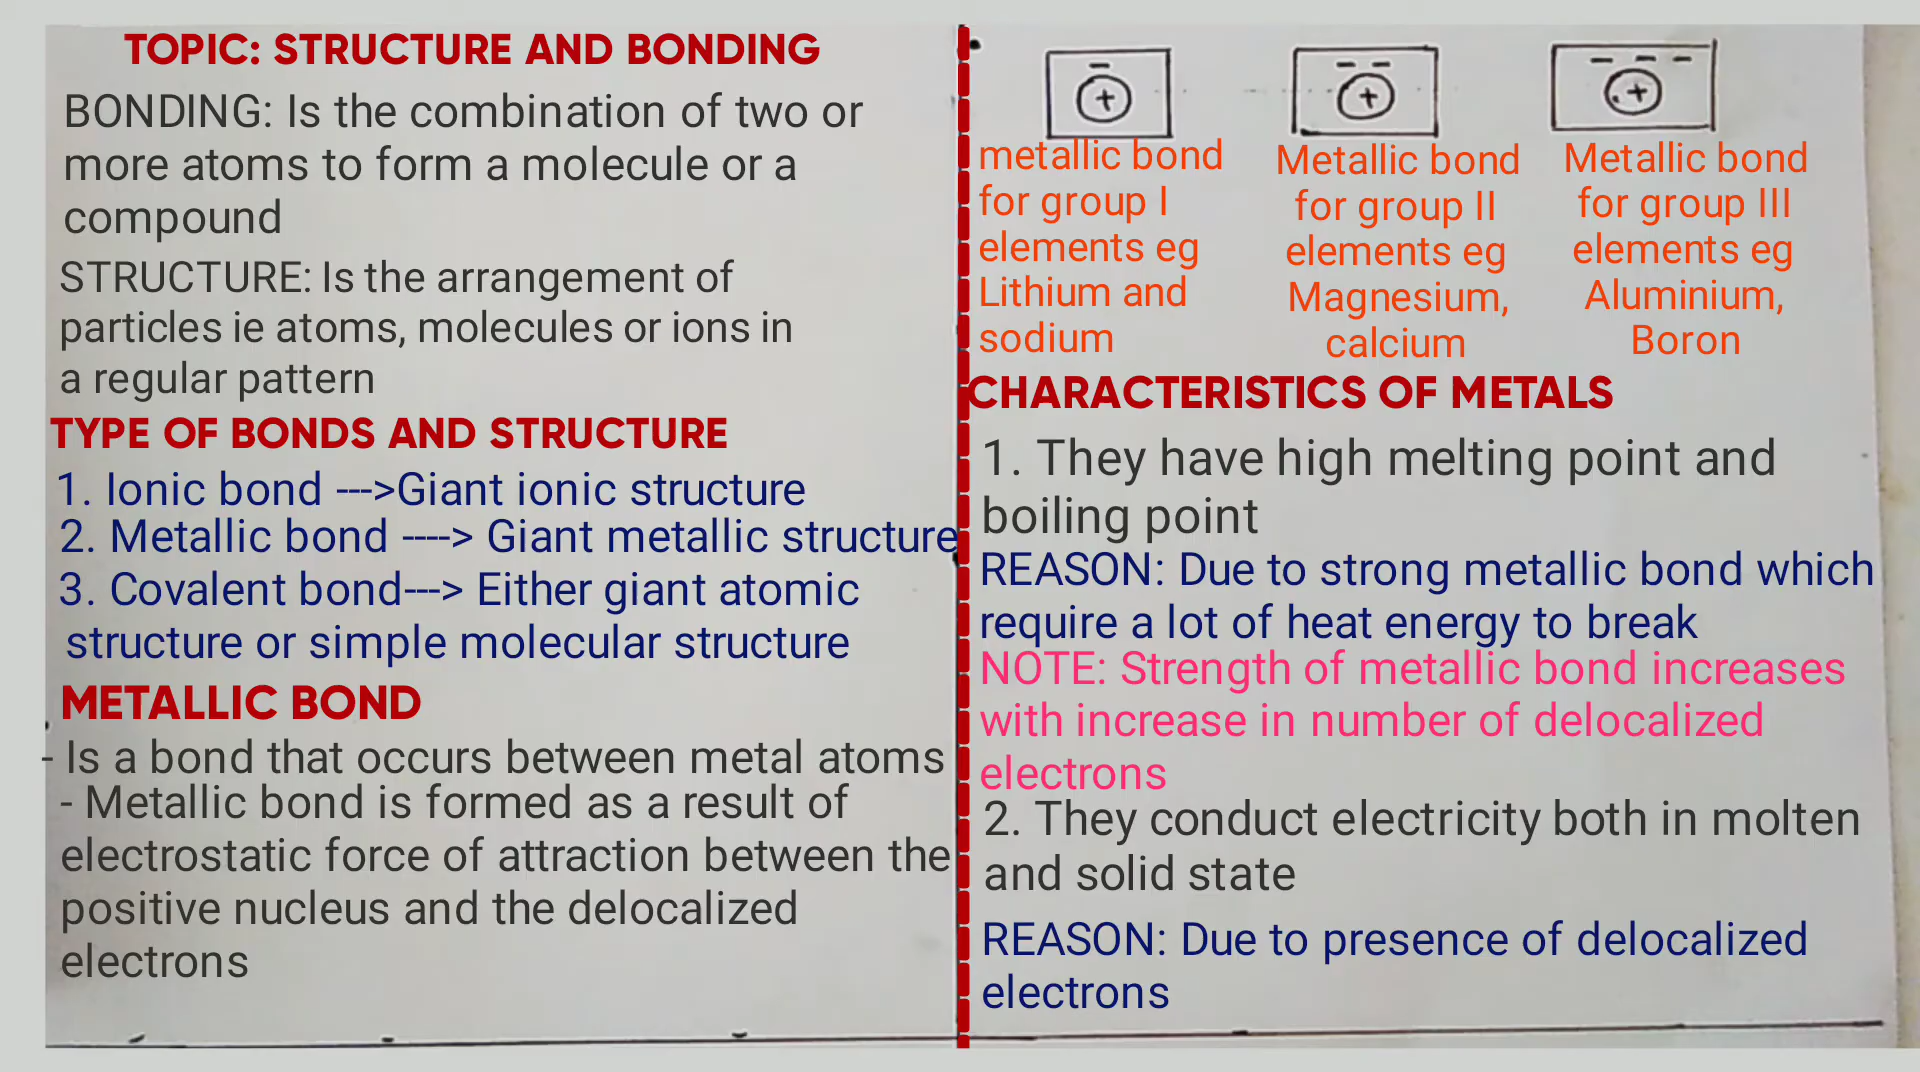 TOPIC: STRUCTURE AND BONDING
BONDING: Is the combination of two or
more atoms to form a molecule or a
compound
STRUCTURE: Is the arrangement of
particles ie atoms, molecules or ions in
a regular pattern
TYPE OF BONDS AND STRUCTURE
1. Ionic bond --->Giant ionic structure
2. Metallic bond ----> Giant metallic structure
3. Covalent bond---> Either giant atomic
structure or simple molecular structure
METALLIC BOND
- Is a bond that occurs between metal atoms
- Metallic bond is formed as a result of
electrostatic force of attraction between the
positive nucleus and the delocalized
electrons
-
+
- -
+
- - -
+
metallic bond
for group I
elements eg
Lithium and
sodium
Metallic bond
for group II
elements eg
Magnesium,
calcium
Metallic bond
for group III
elements eg
Aluminium,
Boron
CHARACTERISTICS OF METALS
1. They have high melting point and
boiling point
REASON: Due to strong metallic bond which
require a lot of heat energy to break
NOTE: Strength of metallic bond increases
with increase in number of delocalized
electrons
2. They conduct electricity both in molten
and solid state
REASON: Due to presence of delocalized
electrons